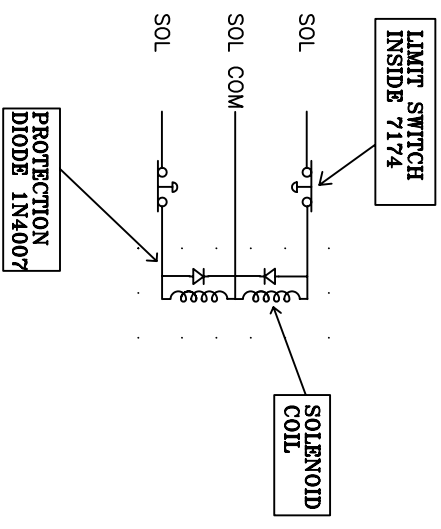 LIMIT SWITCH
INSIDE 7174
SOL
SOL COM
SOL
PROTECTION
DIODE 1N4007
SOLENOID
COIL